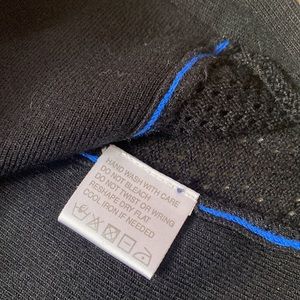 HAND WASH WITH CARE
DO NOT BLEACH
DO NOT TWIST OR WRING
RESHAPE DRY FLAT
COOL IRON IF NEEDED